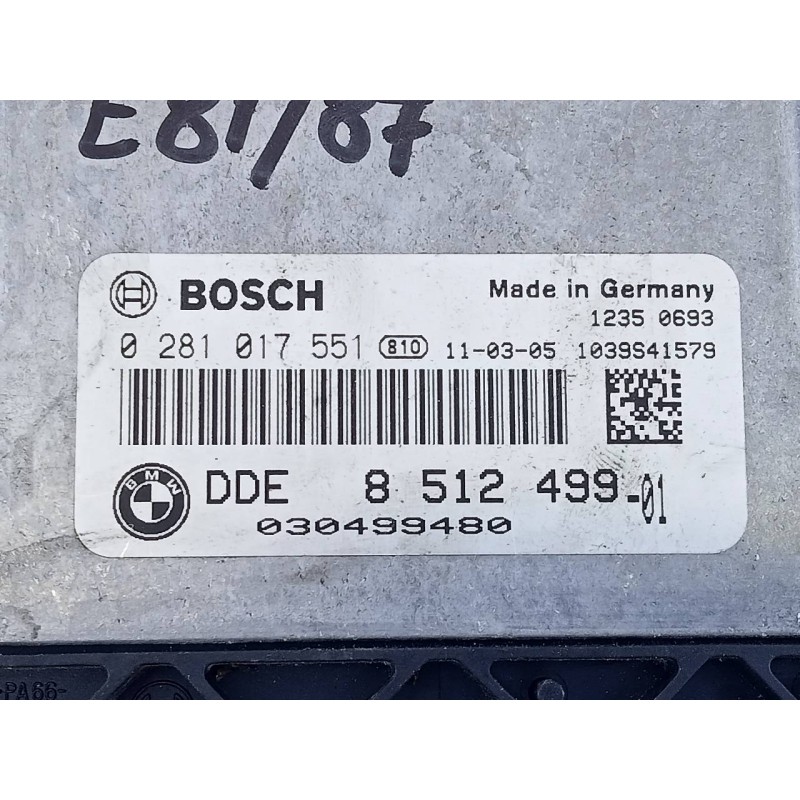 E81/87
BOSCH Made in Germany
1235 0693
0 281 017 551 810 11-03-05 1039S41579
BMW DDE 8 512 499-01
030499480
>PA66-